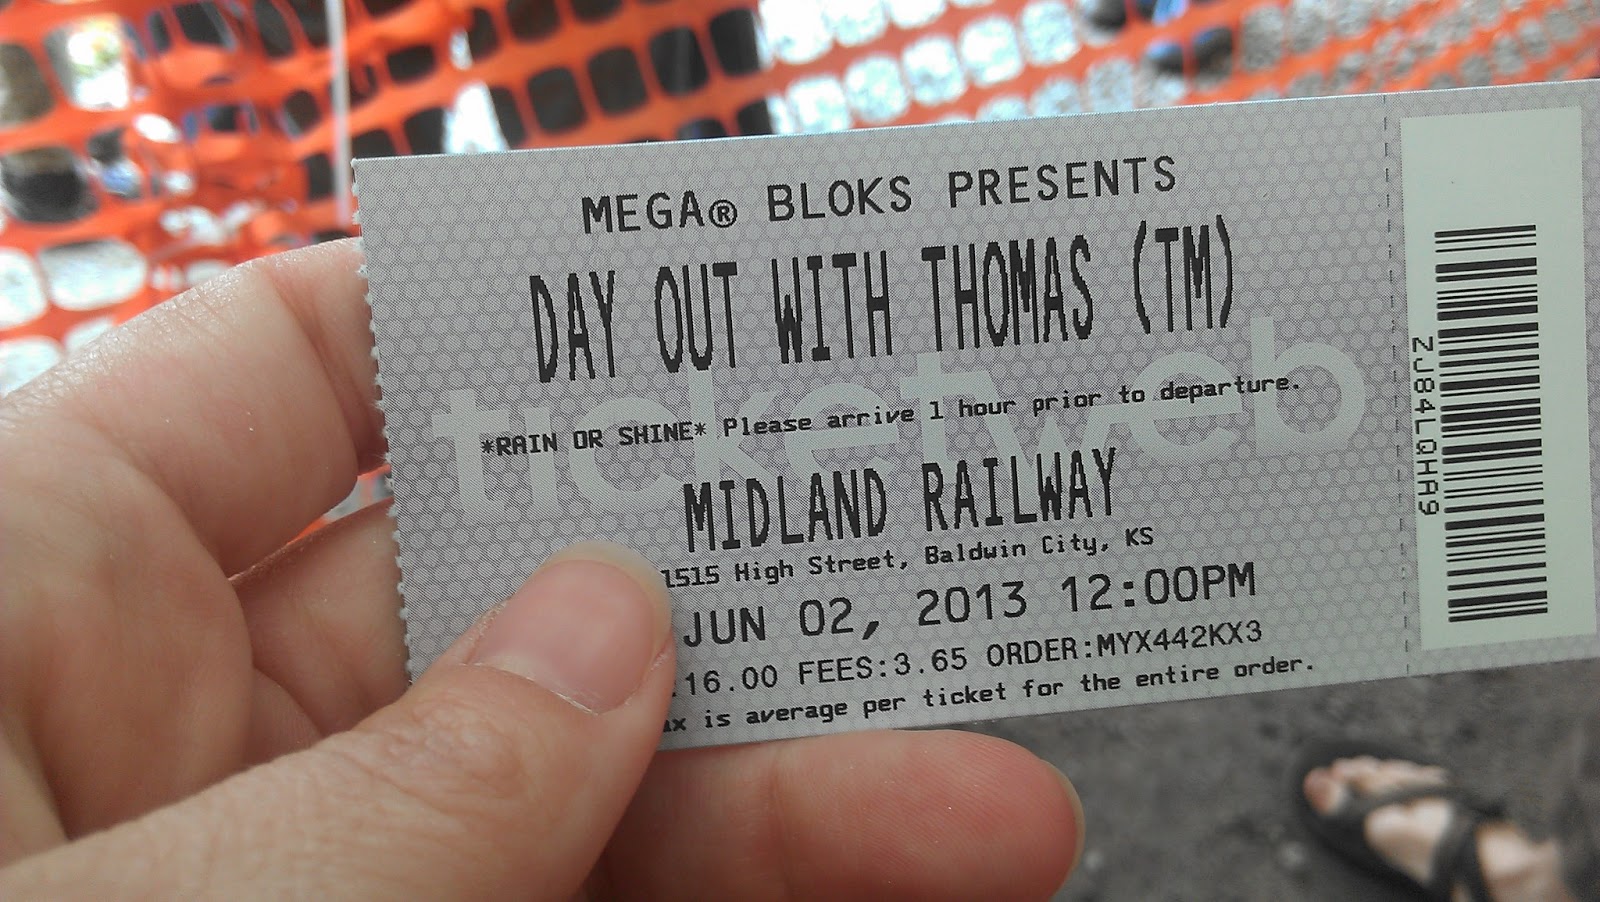 MEGA® BLOKS PRESENTS
DAY OUT WITH THOMAS (TM)
ticketweb
*RAIN OR SHINE* Please arrive 1 hour prior to departure.
MIDLAND RAILWAY
1515 High Street, Baldwin City, KS
JUN 02, 2013 12:00PM
.16.00 FEES:3.65 ORDER:MYX442KX3
is average per ticket for the entire order.
ZJ84LQHA9